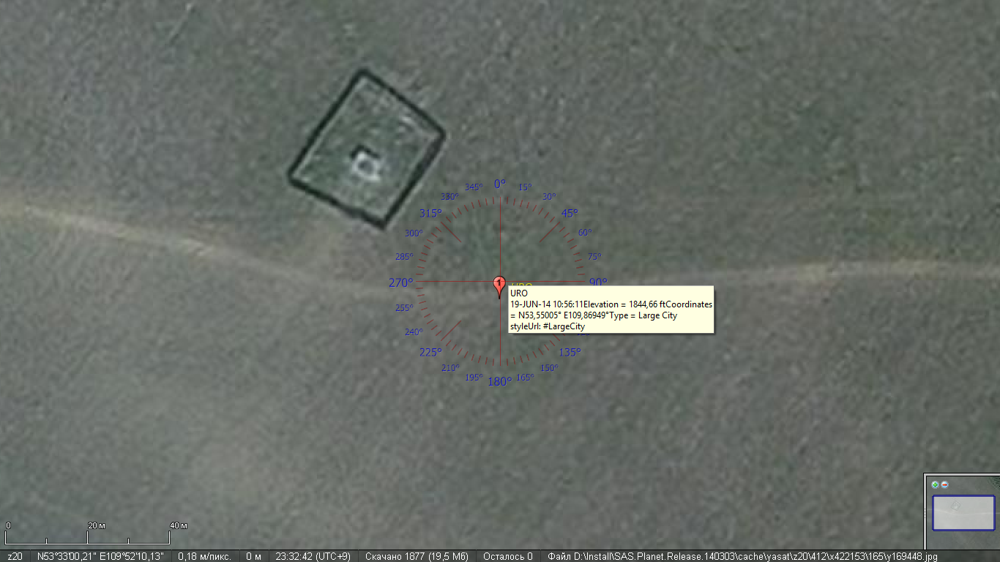 0°
345° 15°
330° 30°
315° 45°
300° 60°
285° 75°
270° 90°
255°
240°
225° 135°
210° 150°
195° 165°
180°
1
URO
URO
19-JUN-14 10:56:11Elevation = 1844,66 ftCoordinates
= N53,55005° E109,86949°Type = Large City
styleUrl: #LargeCity
0 20 м 40 м
z20 N53°33'00,21" E109°52'10,13" 0,18 м/пикс. 0 м 23:32:42 (UTC+9) Скачано 1877 (19,5 Мб) Осталось 0 Файл D:\Install\SAS.Planet.Release.140303\cache\yasat\z20\412\x422153\165\y169448.jpg